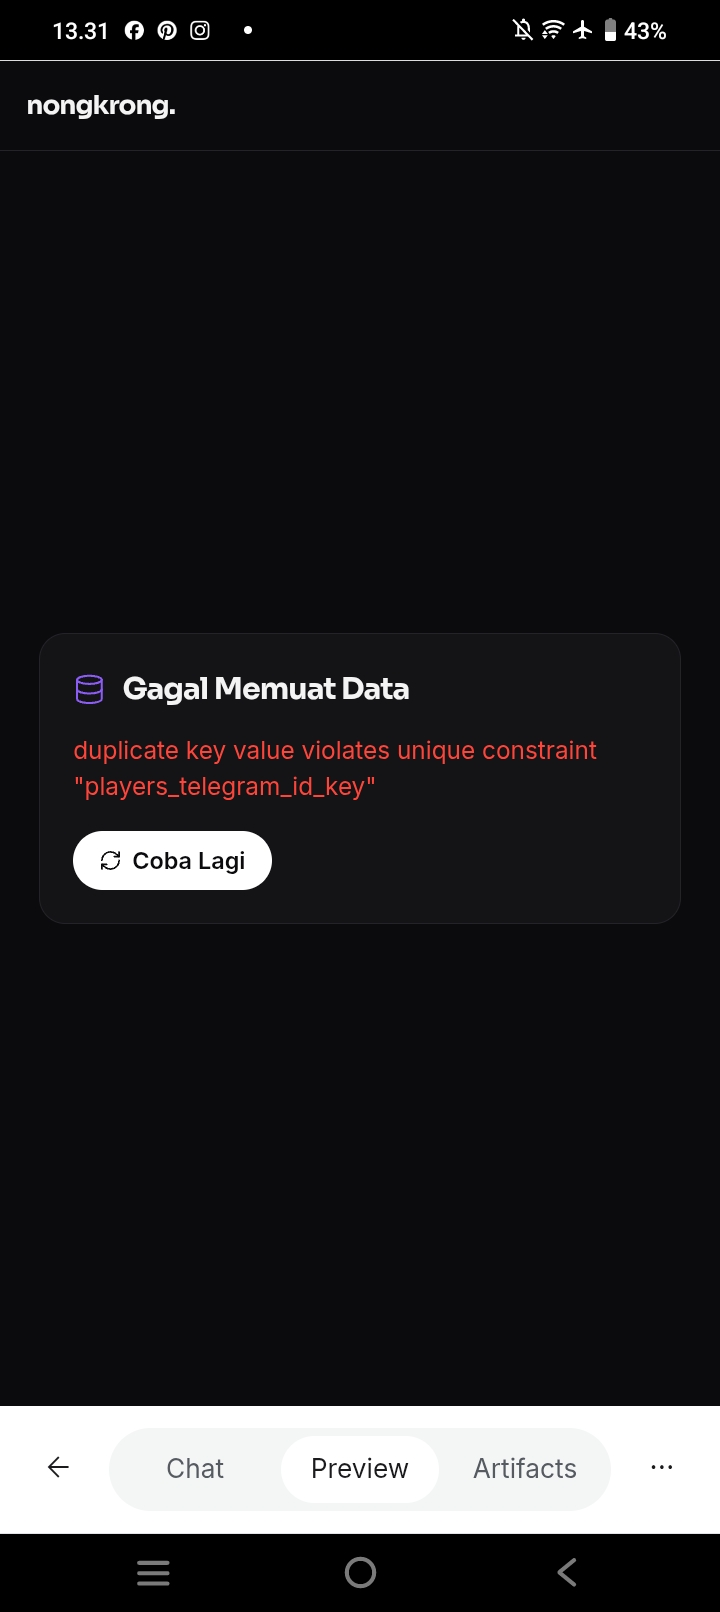 13.31
43%
nongkrong.
Gagal Memuat Data
duplicate key value violates unique constraint
"players_telegram_id_key"
Coba Lagi
Chat
Preview
Artifacts